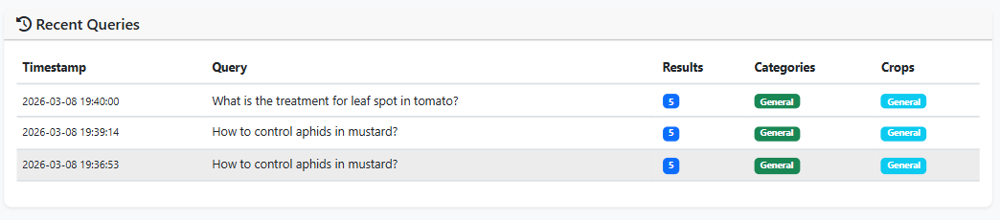 Recent Queries
Timestamp Query Results Categories Crops
2026-03-08 19:40:00 What is the treatment for leaf spot in tomato? 5 General General
2026-03-08 19:39:14 How to control aphids in mustard? 5 General General
2026-03-08 19:36:53 How to control aphids in mustard? 5 General General